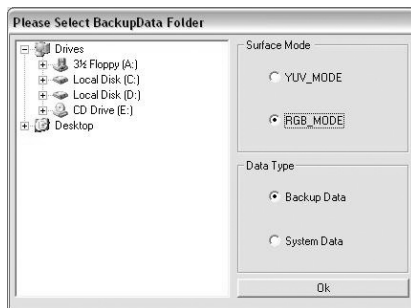 Please Select BackupData Folder
Drives
3½ Floppy (A:)
Local Disk (C:)
Local Disk (D:)
CD Drive (E:)
Desktop
Surface Mode
YUV_MODE
RGB_MODE
Data Type
Backup Data
System Data
Ok